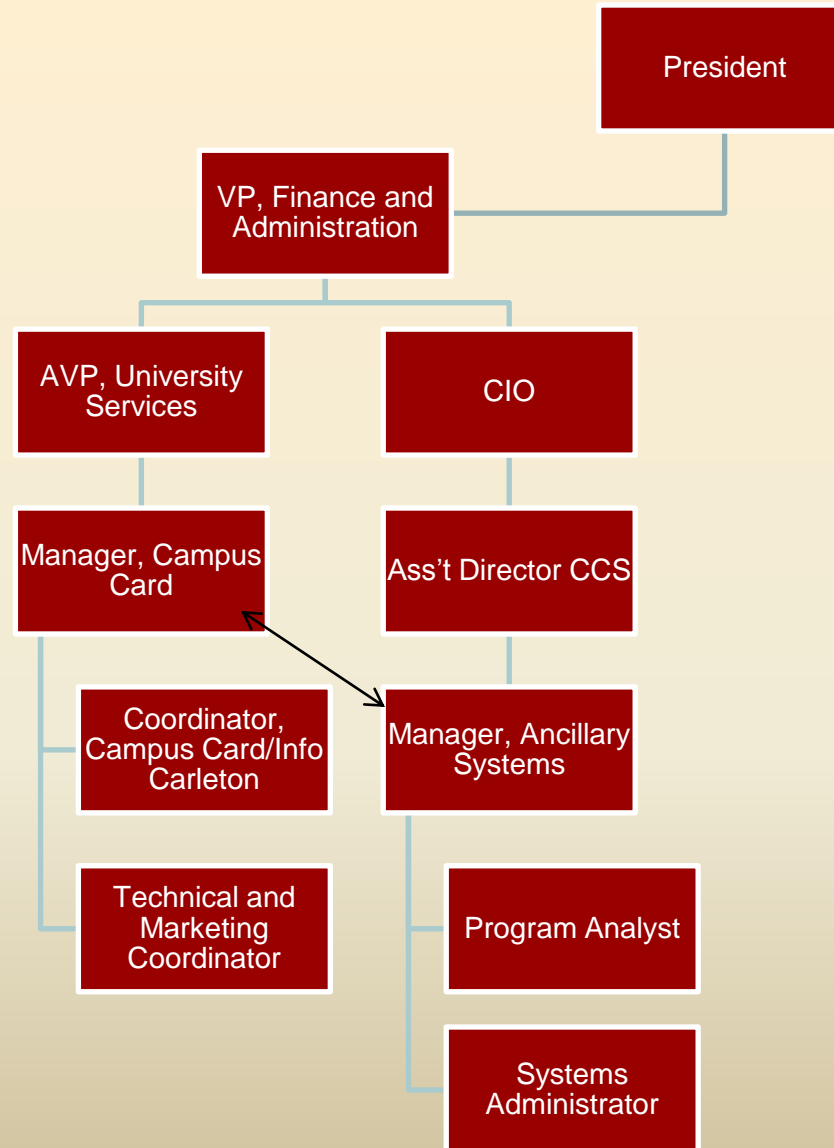 President
VP, Finance and
Administration
AVP, University
Services
CIO
Manager, Campus
Card
Ass’t Director CCS
Coordinator,
Campus Card/Info
Carleton
Manager, Ancillary
Systems
Technical and
Marketing
Coordinator
Program Analyst
Systems
Administrator